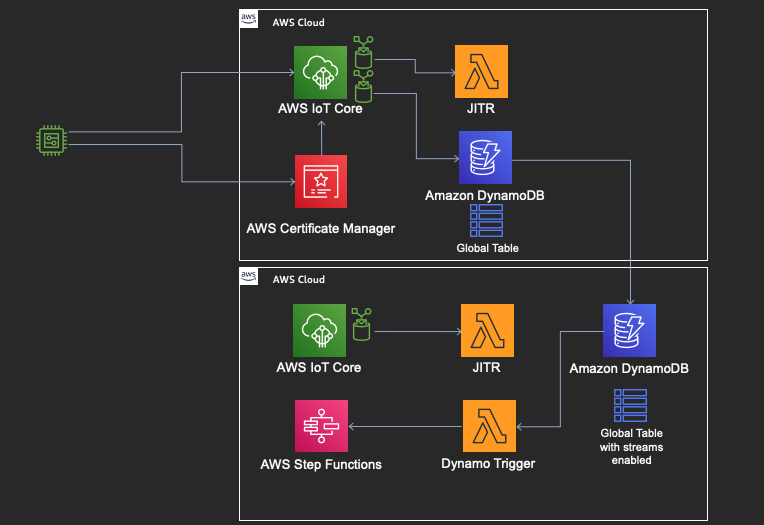 aws
AWS Cloud
AWS IoT Core
JITR
Amazon DynamoDB
AWS Certificate Manager
Global Table
aws
AWS Cloud
AWS IoT Core
JITR
Amazon DynamoDB
Global Table
with streams
enabled
AWS Step Functions
Dynamo Trigger